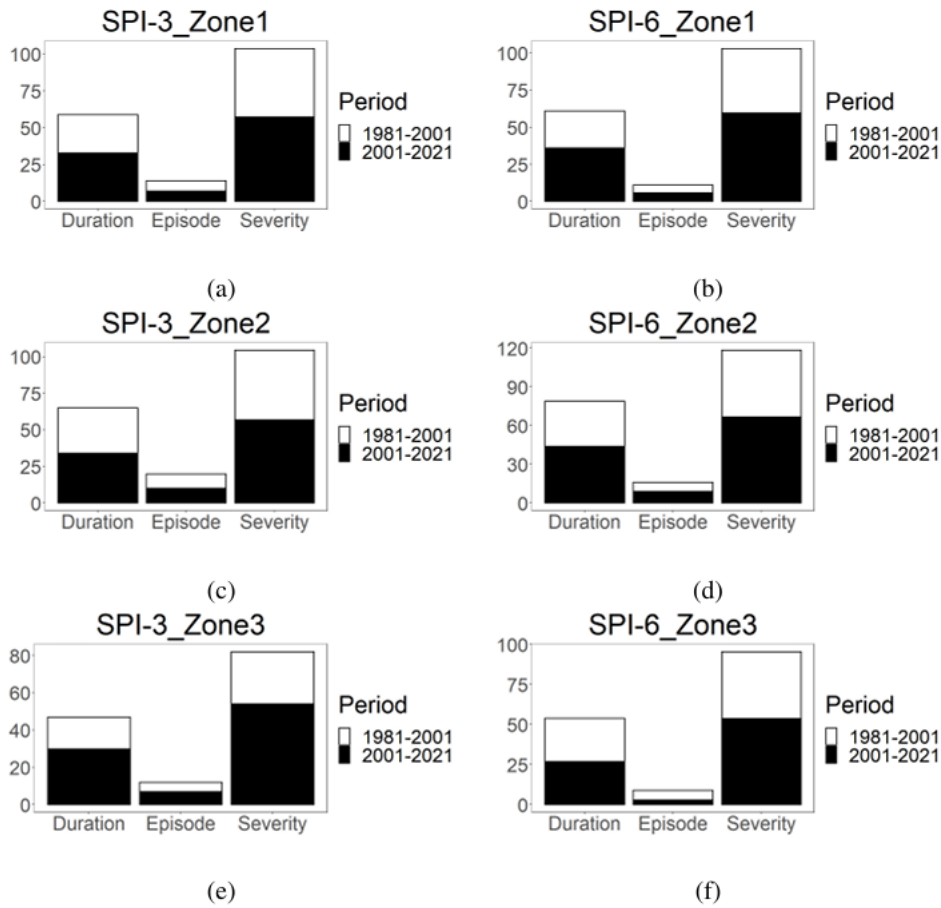 SPI-3_Zone1
100
75
50
25
0
Duration Episode Severity
Period
1981-2001
2001-2021
(a)
SPI-6_Zone1
100
75
50
25
0
Duration Episode Severity
Period
1981-2001
2001-2021
(b)
SPI-3_Zone2
100
75
50
25
0
Duration Episode Severity
Period
1981-2001
2001-2021
(c)
SPI-6_Zone2
120
90
60
30
0
Duration Episode Severity
Period
1981-2001
2001-2021
(d)
SPI-3_Zone3
80
60
40
20
0
Duration Episode Severity
Period
1981-2001
2001-2021
(e)
SPI-6_Zone3
100
75
50
25
0
Duration Episode Severity
Period
1981-2001
2001-2021
(f)